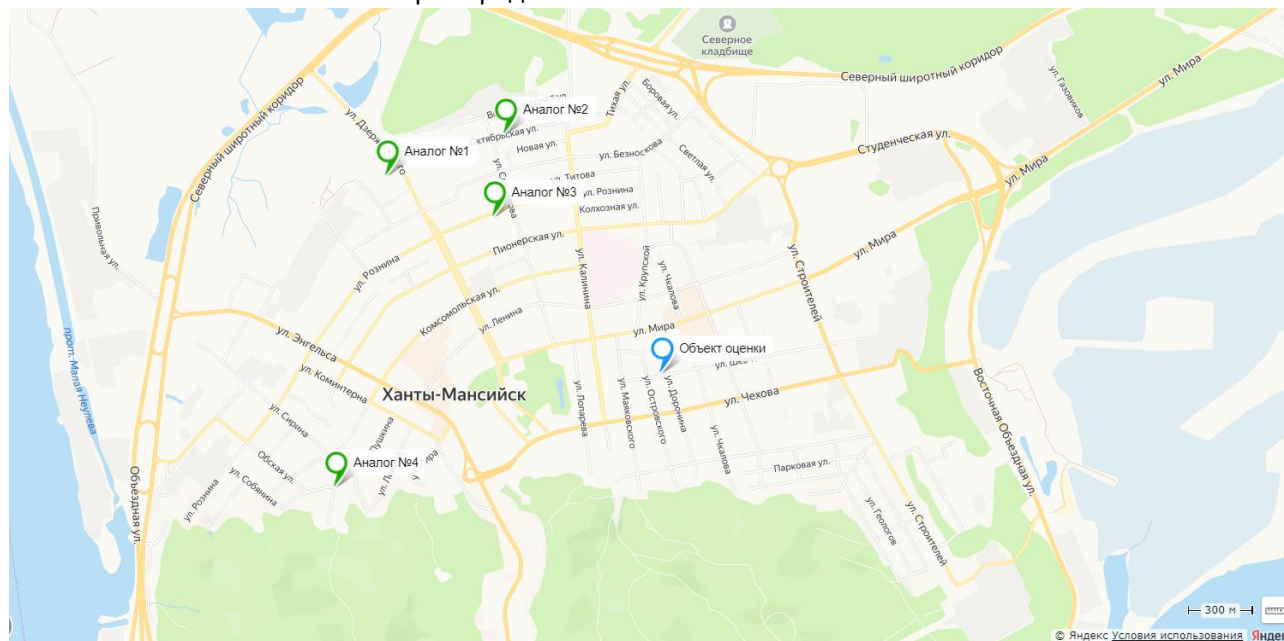 Северное
кладбище
Северный широтный коридор
ул. Мира
ул. Газовиков
Северный широтный коридор
ул.
Тихая ул.
Боровая ул.
Аналог №2
Октябрьская ул.
Новая ул.
Студенческая ул.
Аналог №1
ул. Безноскова
Светлая ул.
ул. Титова
ул. Мира
Аналог №3
ул. Рознина
Колхозная ул.
Привольная ул.
Пионерская ул.
ул. Мира
ул. Рознина
ул. Калинина
ул. Крупской
ул. Чкалова
ул. Строителей
Комсомольская ул.
ул. Ленина
ул. Мира
ул. Энгельса
Объект оценки
прот. Малая Неулева
ул. Коминтерна
Ханты-Мансийск
ул. Чехова
Восточная Объездная ул.
ул. Лопарева
ул. Маяковского
ул. Островского
ул. Доронина
ул. Сирина
Пушкина
ул. Чкалова
Аналог №4
Обская ул.
ул. Собянина
Парковая ул.
ул. Рознина
Объездная ул.
ул. Геологов
ул. Строителей
300 м
© Яндекс Условия использования